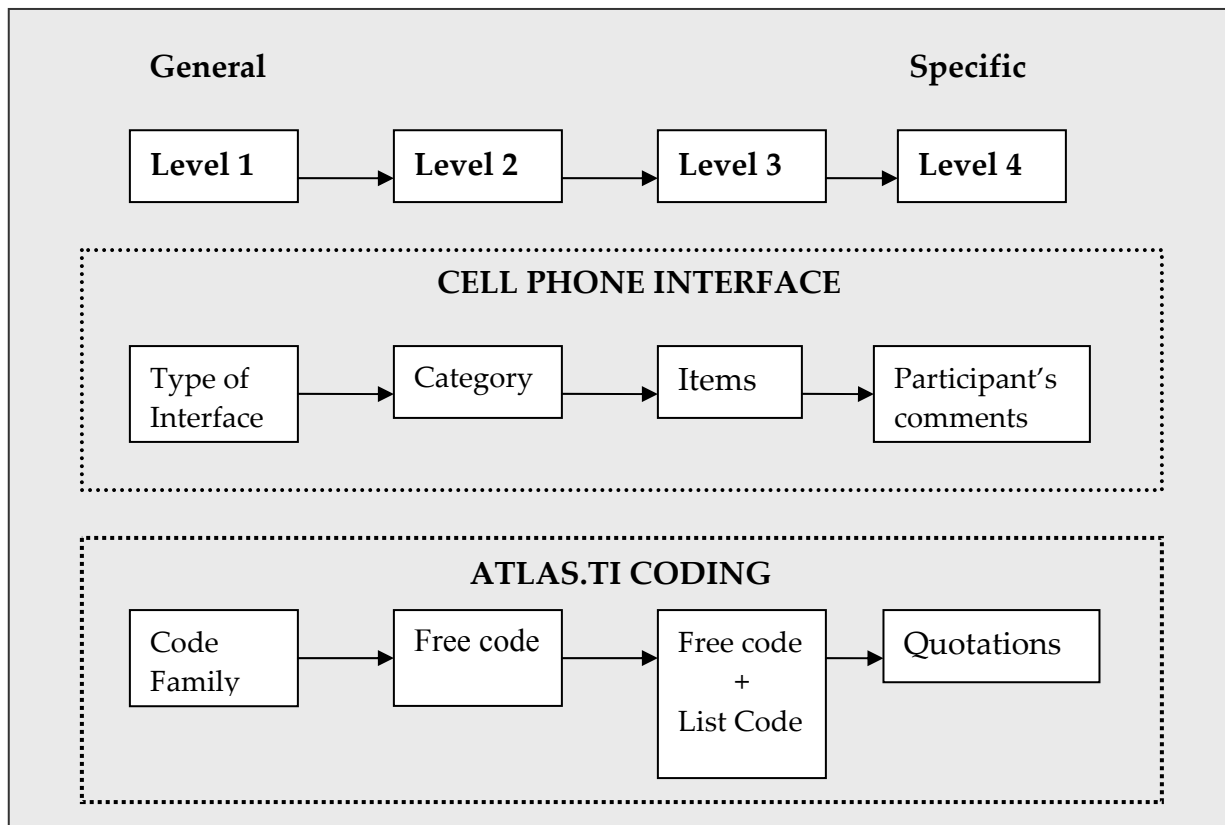 General Specific
Level 1 Level 2 Level 3 Level 4
CELL PHONE INTERFACE
Type of
Interface
Category
Items
Participant’s
comments
ATLAS.TI CODING
Code
Family
Free code
Free code
+
List Code
Quotations